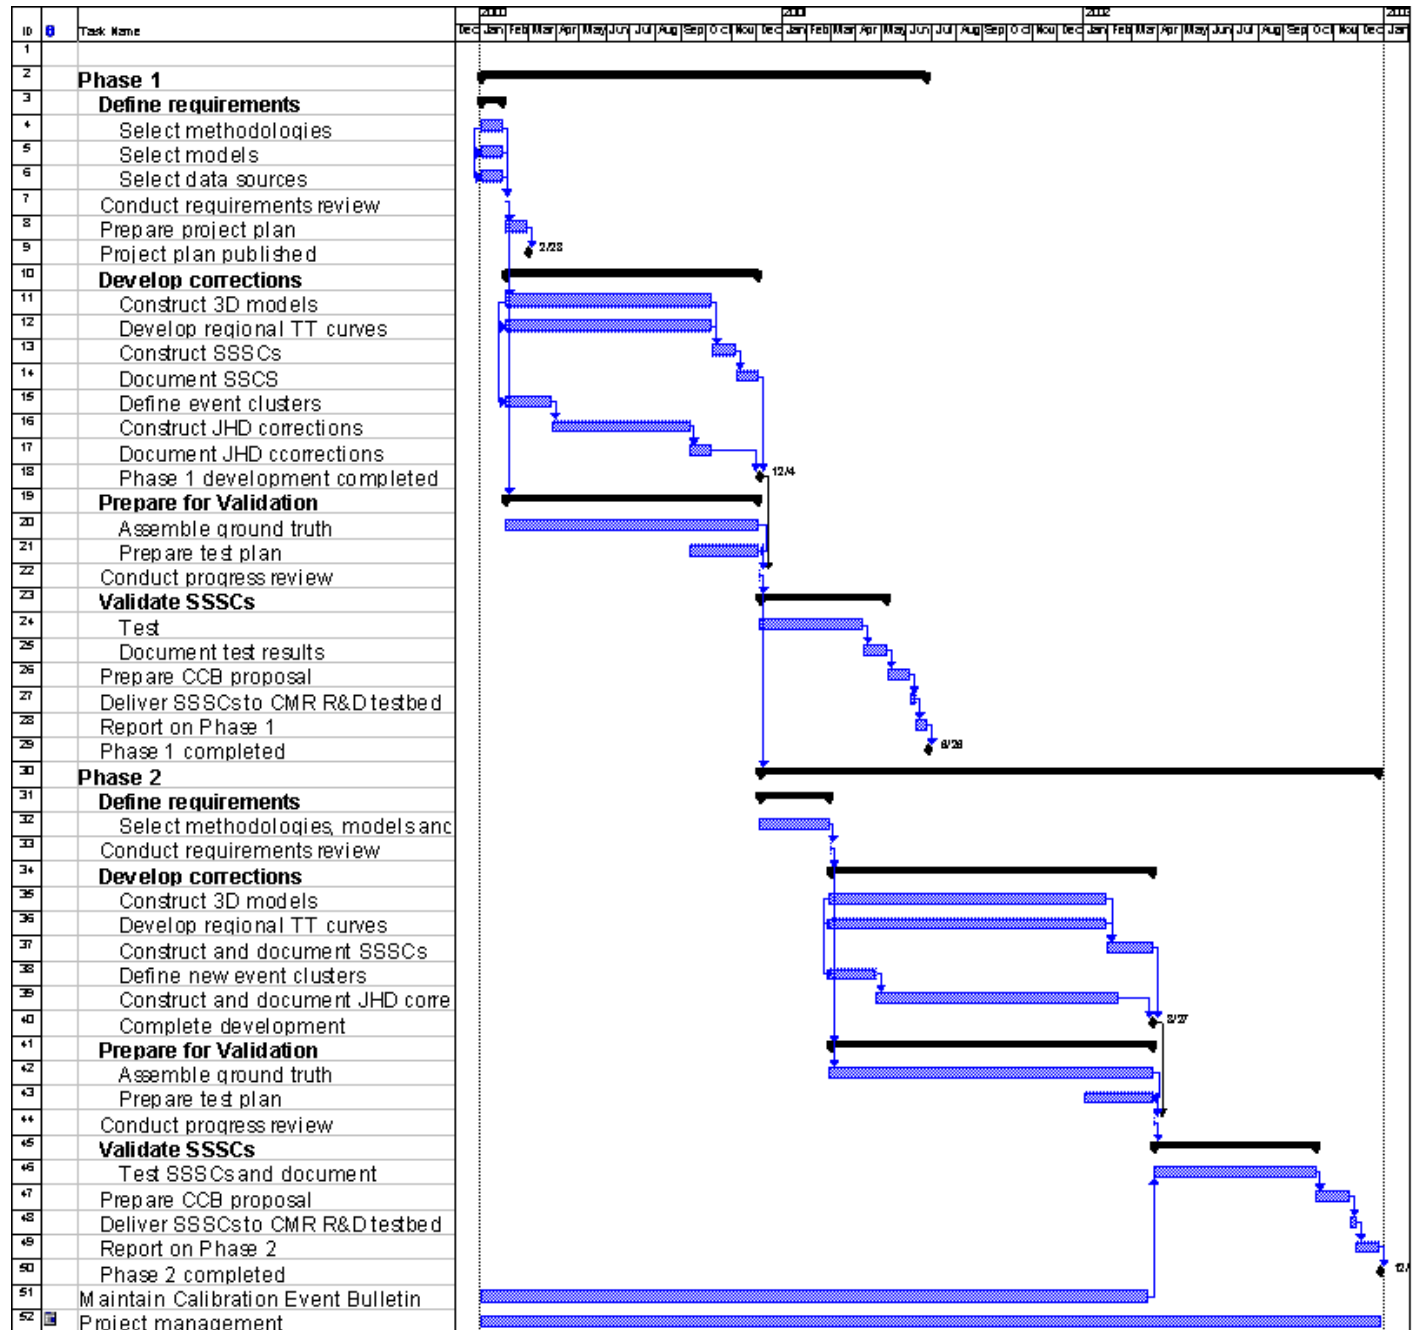 2000 2001 2002 2003
ID Task Name Dec Jan Feb Mar Apr May Jun Jul Aug Sep Oct Nov Dec Jan Feb Mar Apr May Jun Jul Aug Sep Oct Nov Dec Jan Feb Mar Apr May Jun Jul Aug Sep Oct Nov Dec Jan
1
2 Phase 1
3 Define requirements
4 Select methodologies
5 Select models
6 Select data sources
7 Conduct requirements review
8 Prepare project plan
9 Project plan published 2/28
10 Develop corrections
11 Construct 3D models
12 Develop regional TT curves
13 Construct SSSCs
14 Document SSCS
15 Define event clusters
16 Construct JHD corrections
17 Document JHD ccorrections
18 Phase 1 development completed 12/4
19 Prepare for Validation
20 Assemble ground truth
21 Prepare test plan
22 Conduct progress review
23 Validate SSSCs
24 Test
25 Document test results
26 Prepare CCB proposal
27 Deliver SSSCs to CMR R&D testbed
28 Report on Phase 1
29 Phase 1 completed 6/26
30 Phase 2
31 Define requirements
32 Select methodologies, models and
33 Conduct requirements review
34 Develop corrections
35 Construct 3D models
36 Develop regional TT curves
37 Construct and document SSSCs
38 Define new event clusters
39 Construct and document JHD corre
40 Complete development 3/27
41 Prepare for Validation
42 Assemble ground truth
43 Prepare test plan
44 Conduct progress review
45 Validate SSSCs
46 Test SSSCs and document
47 Prepare CCB proposal
48 Deliver SSSCs to CMR R&D testbed
49 Report on Phase 2
50 Phase 2 completed 12/
51 Maintain Calibration Event Bulletin
52 Project management